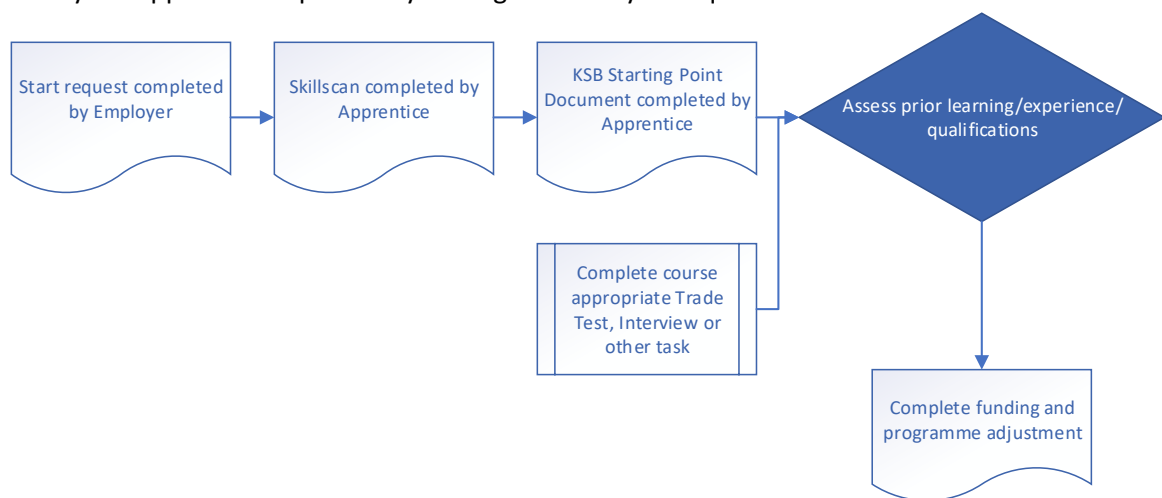 Start request completed
by Employer
Skillscan completed by
Apprentice
KSB Starting Point
Document completed by
Apprentice
Assess prior learning/experience/
qualifications
Complete course
appropriate Trade
Test, Interview or
other task
Complete funding and
programme adjustment